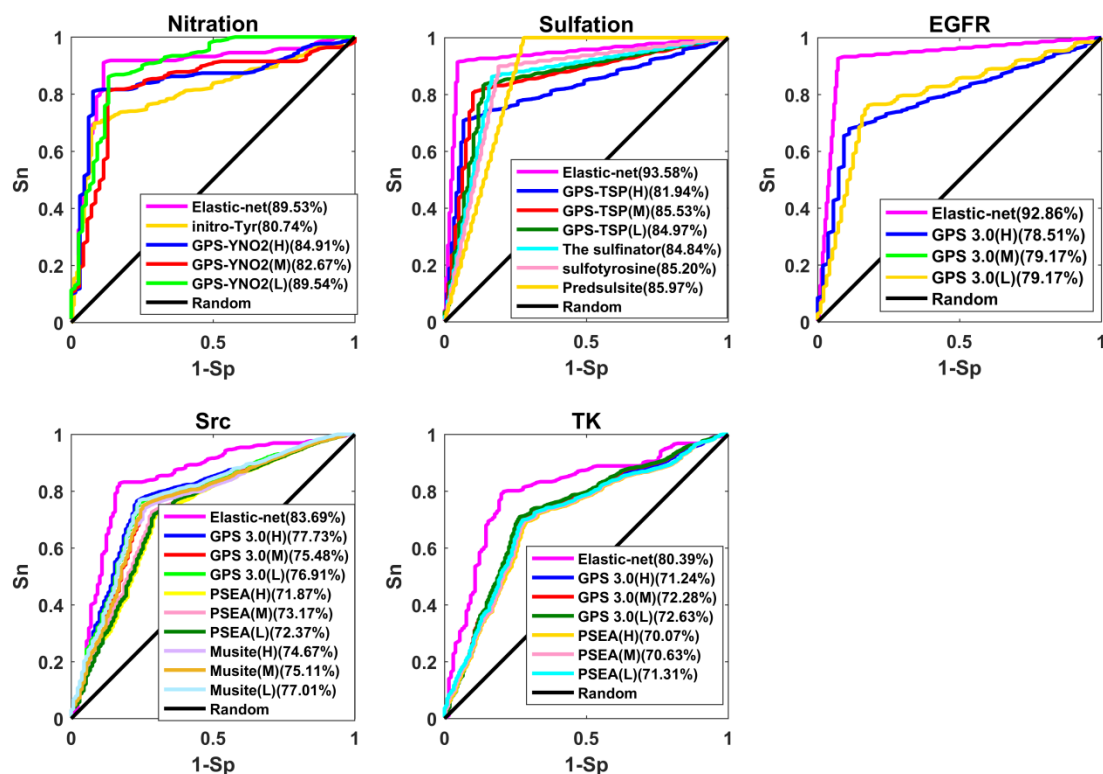 Nitration
1
0.8
0.6
0.4
0.2
0
Sn
Elastic-net(89.53%)
initro-Tyr(80.74%)
GPS-YNO2(H)(84.91%)
GPS-YNO2(M)(82.67%)
GPS-YNO2(L)(89.54%)
Random
0 0.5 1
1-Sp
Sulfation
1
0.8
0.6
0.4
0.2
0
Sn
Elastic-net(93.58%)
GPS-TSP(H)(81.94%)
GPS-TSP(M)(85.53%)
GPS-TSP(L)(84.97%)
The sulfinator(84.84%)
sulfotyrosine(85.20%)
Predsulsite(85.97%)
Random
0 0.5 1
1-Sp
EGFR
1
0.8
0.6
0.4
0.2
0
Sn
Elastic-net(92.86%)
GPS 3.0(H)(78.51%)
GPS 3.0(M)(79.17%)
GPS 3.0(L)(79.17%)
Random
0 0.5 1
1-Sp
Src
1
0.8
0.6
0.4
0.2
0
Sn
Elastic-net(83.69%)
GPS 3.0(H)(77.73%)
GPS 3.0(M)(75.48%)
GPS 3.0(L)(76.91%)
PSEA(H)(71.87%)
PSEA(M)(73.17%)
PSEA(L)(72.37%)
Musite(H)(74.67%)
Musite(M)(75.11%)
Musite(L)(77.01%)
Random
0 0.5 1
1-Sp
TK
1
0.8
0.6
0.4
0.2
0
Sn
Elastic-net(80.39%)
GPS 3.0(H)(71.24%)
GPS 3.0(M)(72.28%)
GPS 3.0(L)(72.63%)
PSEA(H)(70.07%)
PSEA(M)(70.63%)
PSEA(L)(71.31%)
Random
0 0.5 1
1-Sp